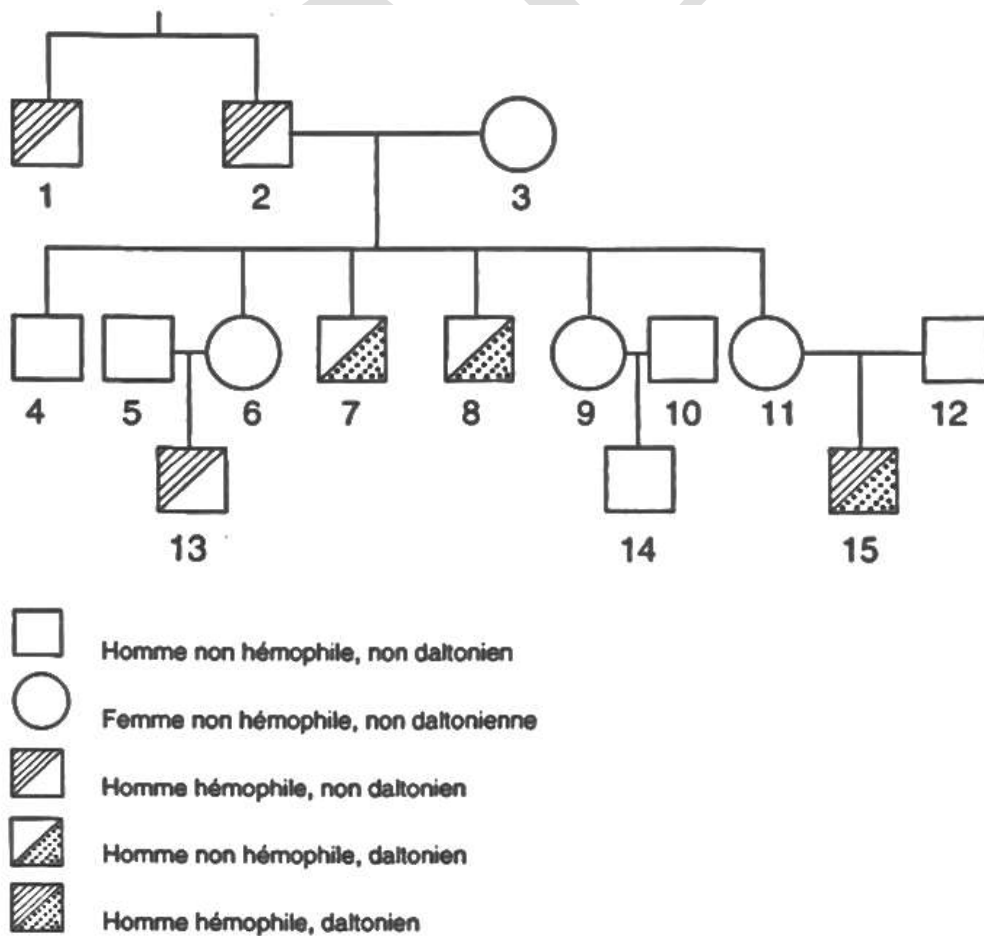 1 2 3
4 5 6 7 8 9 10 11 12
13 14 15
Homme non hémophile, non daltonien
Femme non hémophile, non daltonienne
Homme hémophile, non daltonien
Homme non hémophile, daltonien
Homme hémophile, daltonien